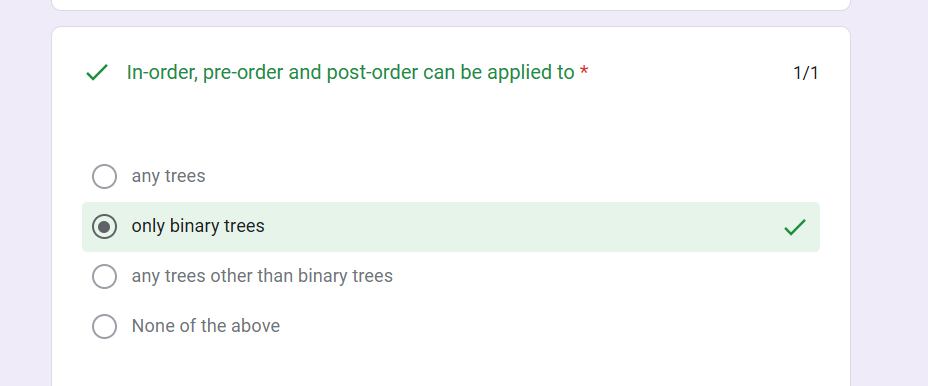 In-order, pre-order and post-order can be applied to *
1/1
any trees
only binary trees
any trees other than binary trees
None of the above